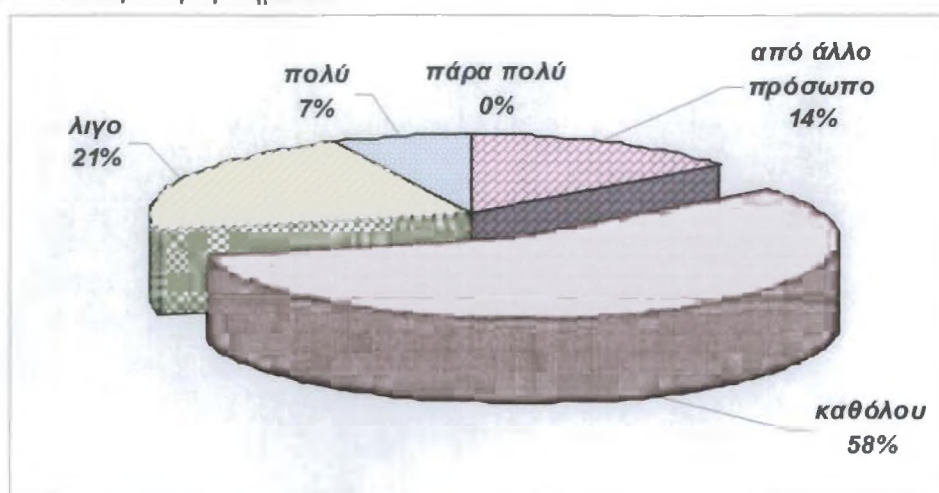 πολύ
7%
πάρα πολύ
0%
από άλλο
πρόσωπο
14%
λιγο
21%
καθόλου
58%